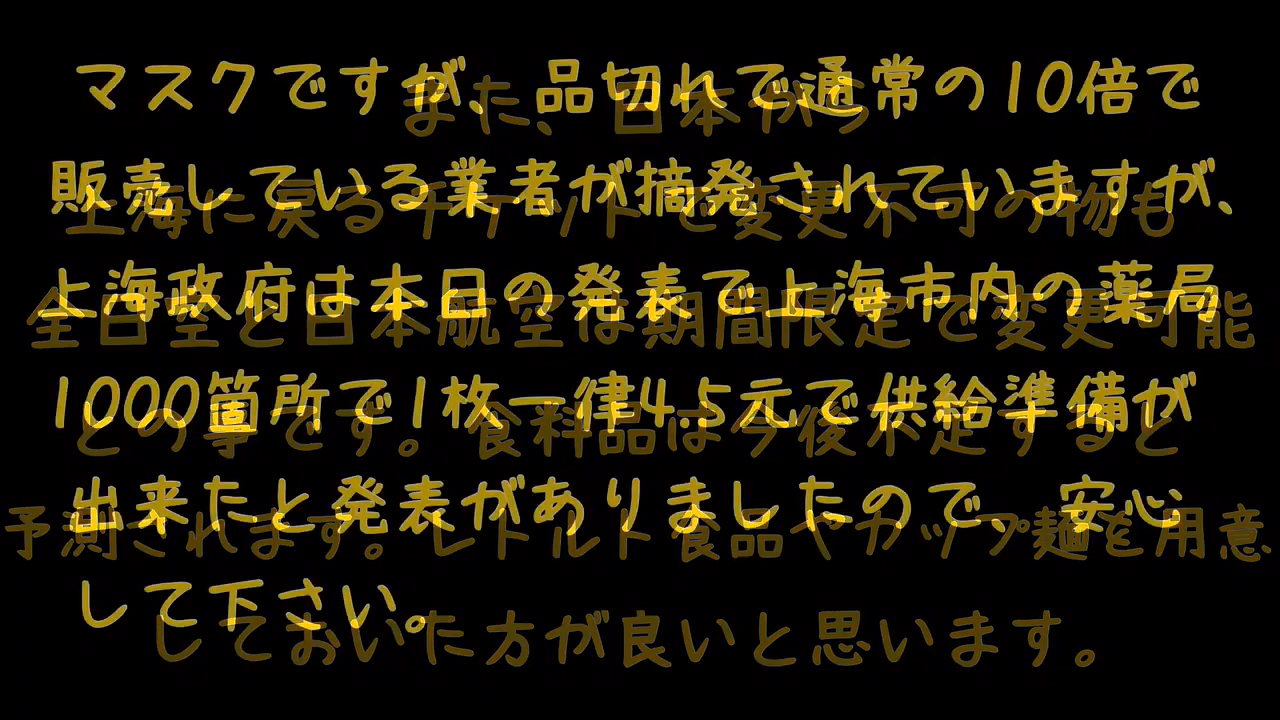 マスクですが、品切れで通常の10倍で
販売している業者が摘発されていますが、
上海政府は本日の発表で上海市内の薬局
1000箇所で1枚一律4.5元で供給準備が
出来たと発表がありましたので、安心
して下さい。
また、日本から
上海に戻るチケットで変更不可の物も
全日空と日本航空は期間限定で変更可能
との事です。食料品は今後不足すると
予測されます。レトルト食品やカップ麺を用意
しておいた方が良いと思います。